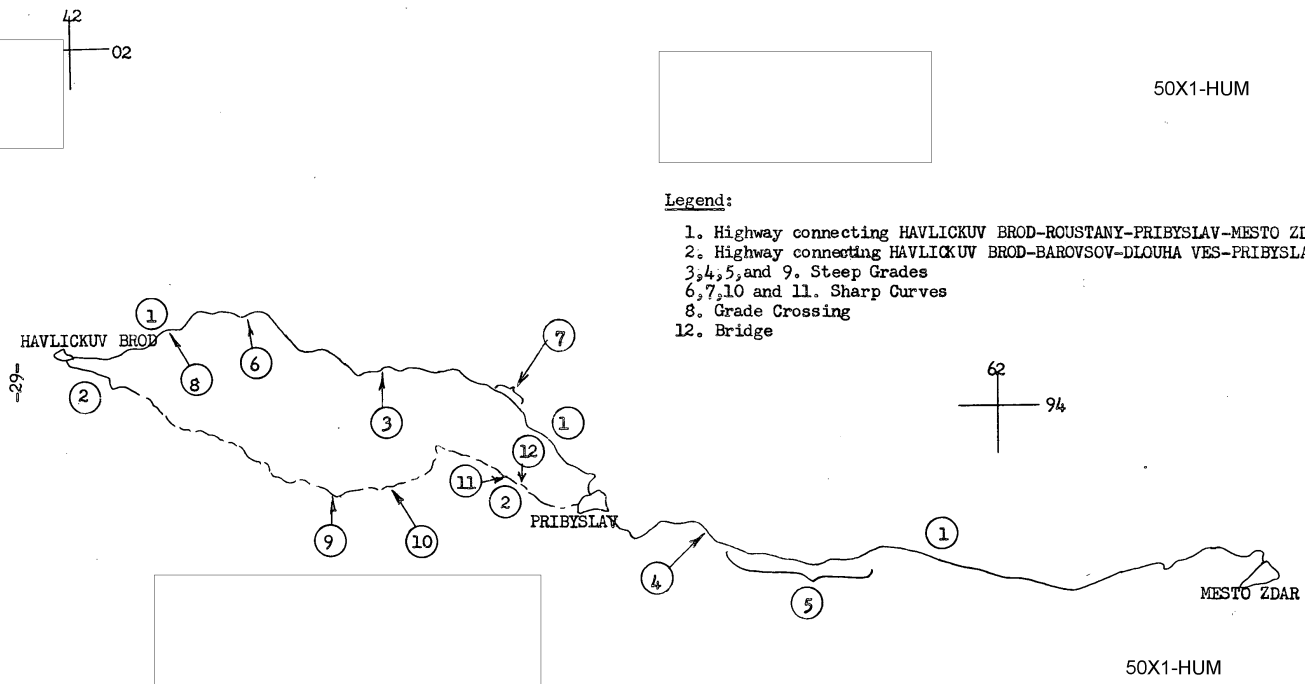 42
02
50X1-HUM
Legend:
1. Highway connecting HAVLICKUV BROD-ROUSTANY-PRIBYSLAV-MESTO ZD
2. Highway connecting HAVLICKUV BROD-BAROVSOV-DLOUHA VES-PRIBYSLA
3,4,5,and 9. Steep Grades
6,7,10 and 11. Sharp Curves
8. Grade Crossing
12. Bridge
1
HAVLICKUV BROD
7
6
8
-29-
2
62
94
3
1
12
11
2
PRIBYSLAV
9
10
1
4
5
MESTO ZDAR
50X1-HUM